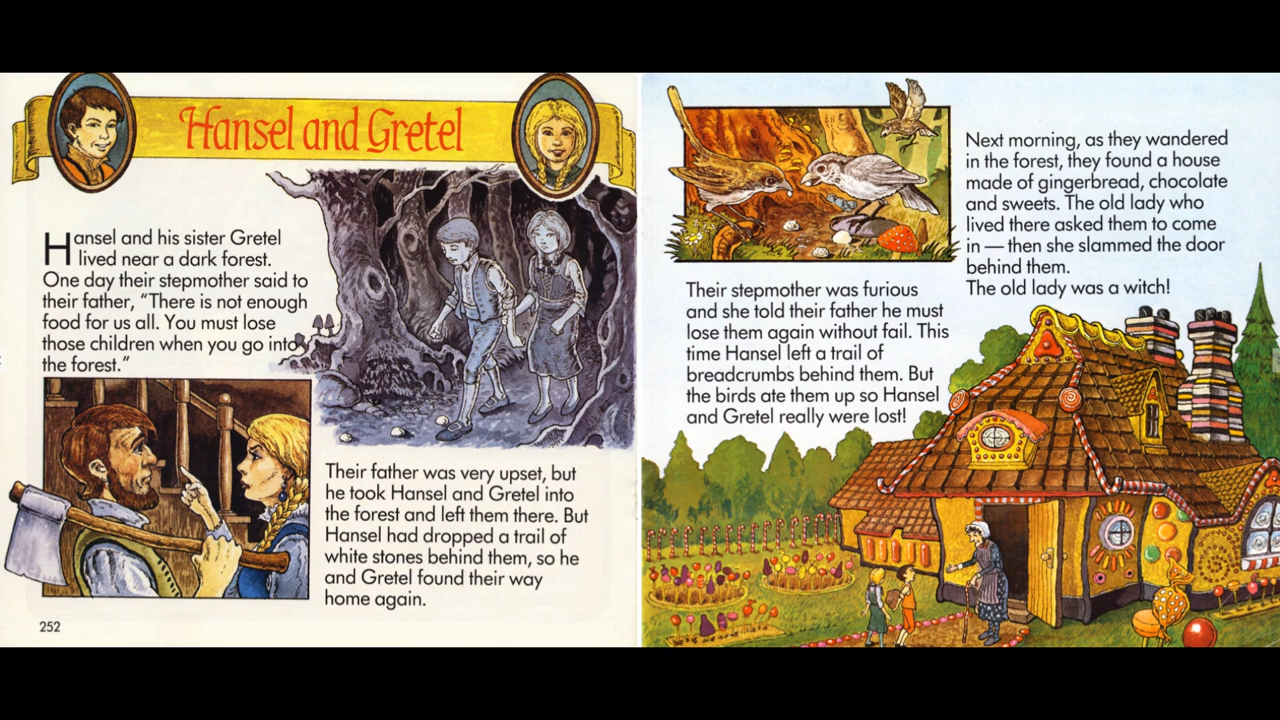 Hansel and Gretel
Hansel and his sister Gretel
lived near a dark forest.
One day their stepmother said to
their father, “There is not enough
food for us all. You must lose
those children when you go into
the forest.”
Their father was very upset, but
he took Hansel and Gretel into
the forest and left them there. But
Hansel had dropped a trail of
white stones behind them, so he
and Gretel found their way
home again.
252
Their stepmother was furious
and she told their father he must
lose them again without fail. This
time Hansel left a trail of
breadcrumbs behind them. But
the birds ate them up so Hansel
and Gretel really were lost!
Next morning, as they wandered
in the forest, they found a house
made of gingerbread, chocolate
and sweets. The old lady who
lived there asked them to come
in — then she slammed the door
behind them.
The old lady was a witch!